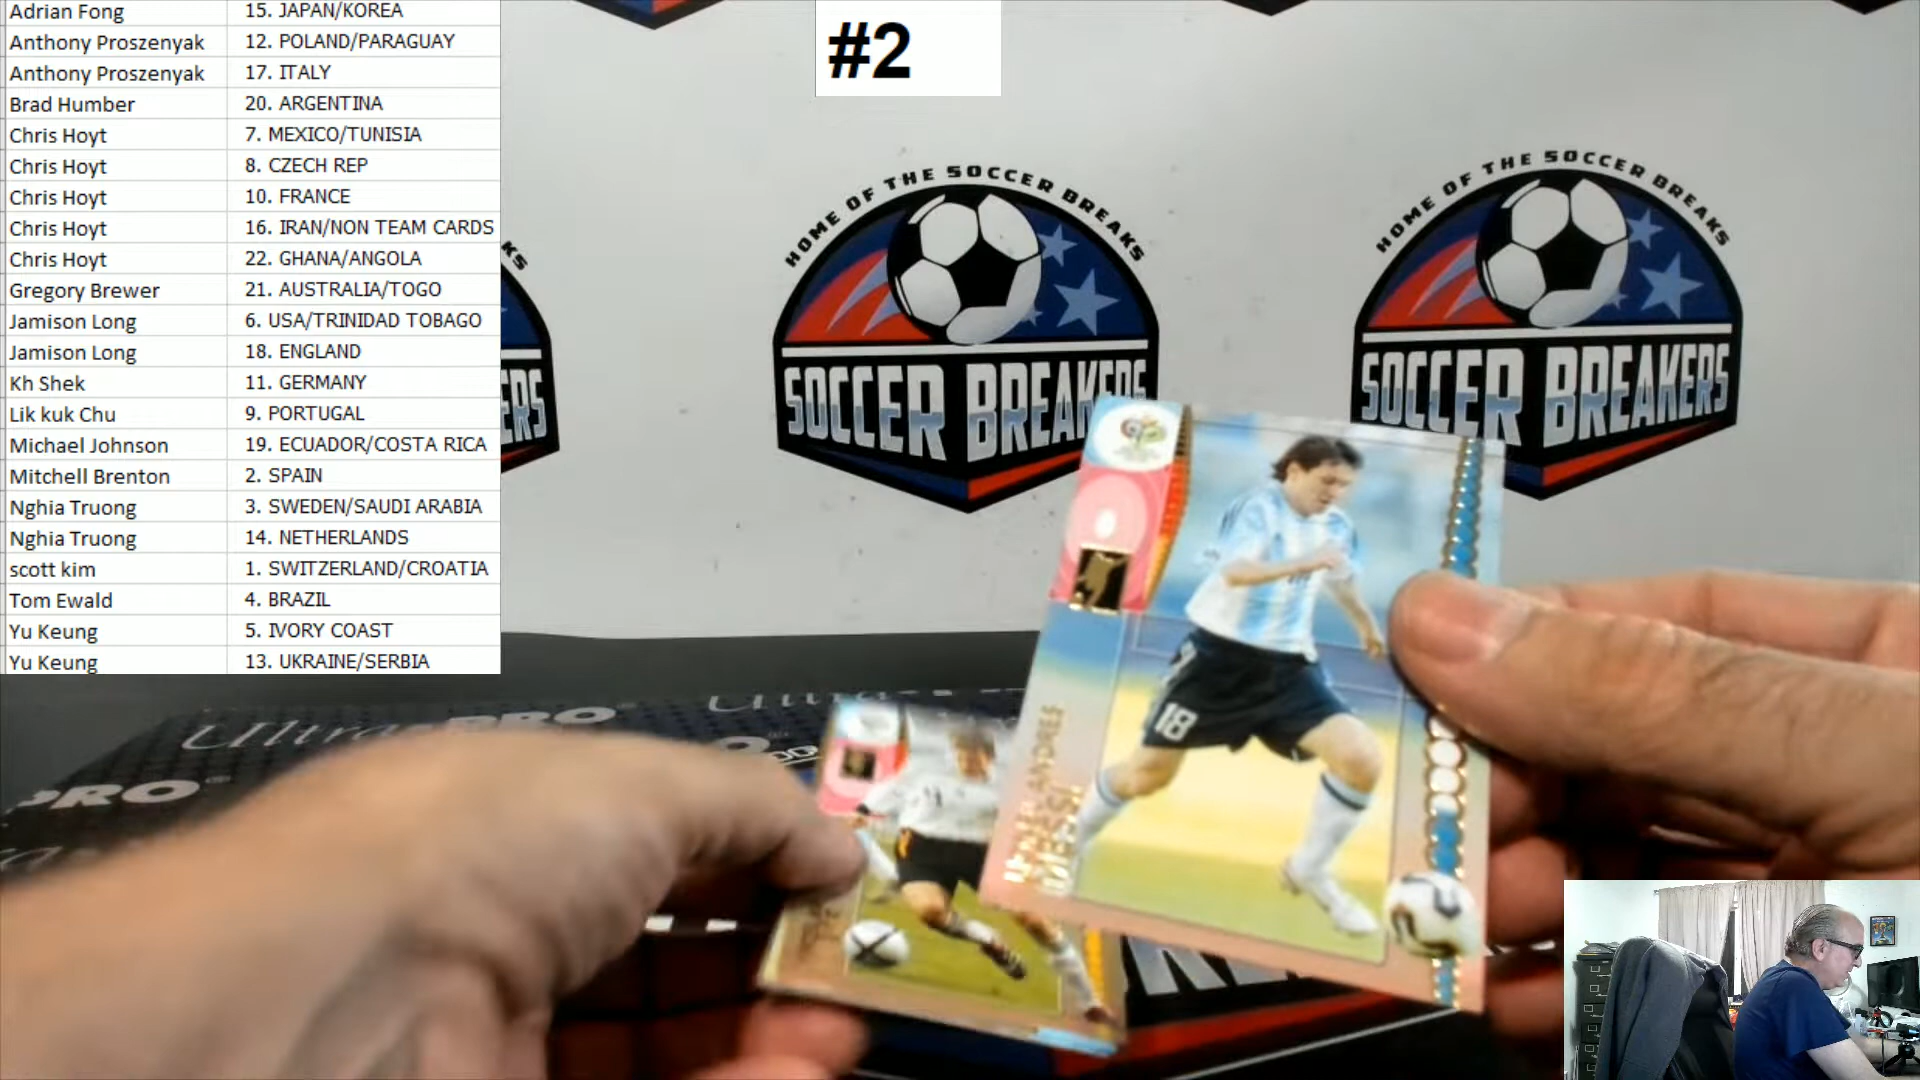 Adrian Fong 15. JAPAN/KOREA
Anthony Proszenyak 12. POLAND/PARAGUAY
Anthony Proszenyak 17. ITALY
Brad Humber 20. ARGENTINA
Chris Hoyt 7. MEXICO/TUNISIA
Chris Hoyt 8. CZECH REP
Chris Hoyt 10. FRANCE
Chris Hoyt 16. IRAN/NON TEAM CARDS
Chris Hoyt 22. GHANA/ANGOLA
Gregory Brewer 21. AUSTRALIA/TOGO
Jamison Long 6. USA/TRINIDAD TOBAGO
Jamison Long 18. ENGLAND
Kh Shek 11. GERMANY
Lik kuk Chu 9. PORTUGAL
Michael Johnson 19. ECUADOR/COSTA RICA
Mitchell Brenton 2. SPAIN
Nghia Truong 3. SWEDEN/SAUDI ARABIA
Nghia Truong 14. NETHERLANDS
scott kim 1. SWITZERLAND/CROATIA
Tom Ewald 4. BRAZIL
Yu Keung 5. IVORY COAST
Yu Keung 13. UKRAINE/SERBIA
#2
HOME OF THE SOCCER BREAKS
SOCCER BREAKERS
HOME OF THE SOCCER BREAKS
SOCCER BREAKERS
KS
ERS
18
MESSI
Ultra PRO®
PRO®